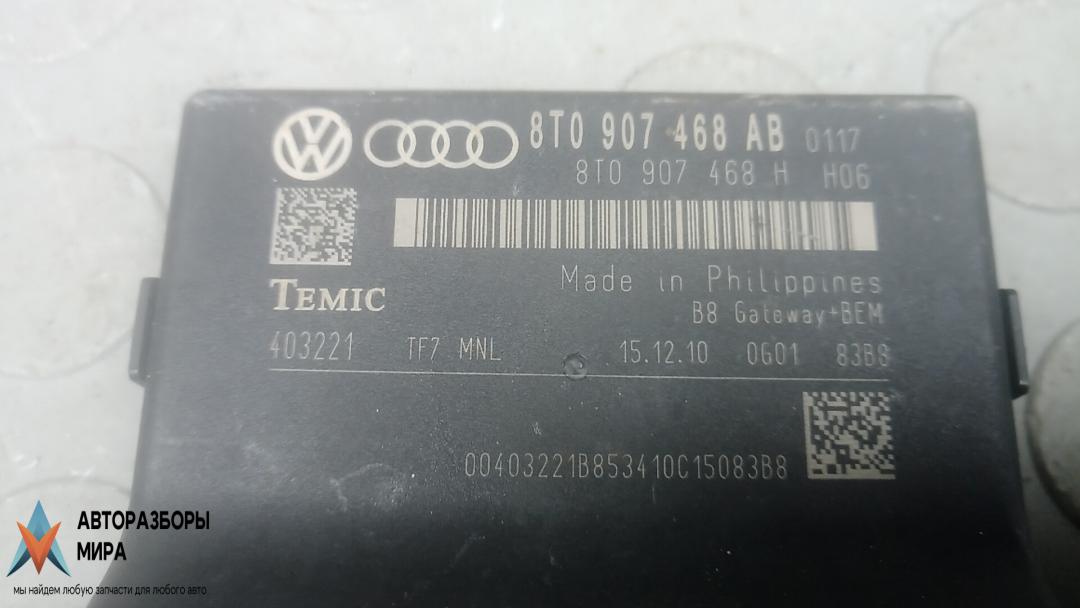 8T0 907 468 AB 0117
8T0 907 468 H H06
TEMIC
Made in Philippines
B8 Gateway+BEM
403221 TF7 MNL 15.12.10 0G01 83B8
00403221B853410C15083B8
АВТОРАЗБОРЫ
МИРА
мы найдем любую запчасти для любого авто